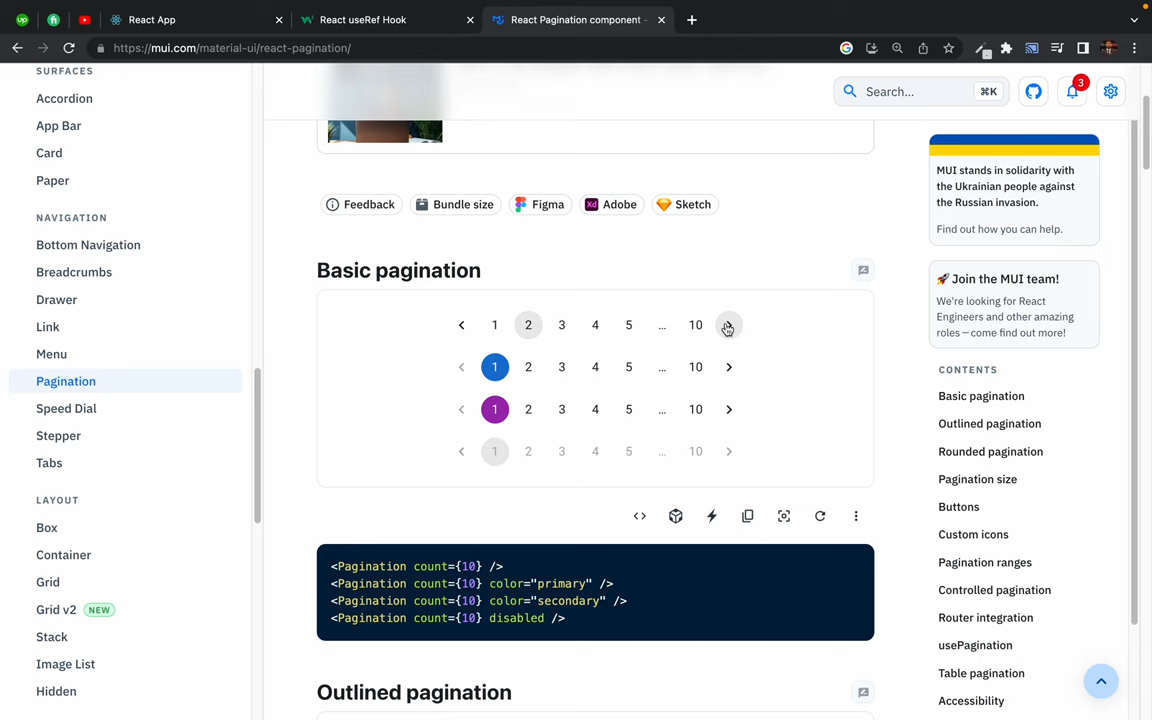 React App
React useRef Hook
React Pagination component -
https://mui.com/material-ui/react-pagination/
SURFACES
Accordion
App Bar
Card
Paper
NAVIGATION
Bottom Navigation
Breadcrumbs
Drawer
Link
Menu
Pagination
Speed Dial
Stepper
Tabs
LAYOUT
Box
Container
Grid
Grid v2 NEW
Stack
Image List
Hidden
Search... ⌘K
3
Feedback
Bundle size
Figma
Xd Adobe
Sketch
Basic pagination
‹ 1 2 3 4 5 ... 10 ›
‹ 1 2 3 4 5 ... 10 ›
‹ 1 2 3 4 5 ... 10 ›
‹ 1 2 3 4 5 ... 10 ›
<Pagination count={10} />
<Pagination count={10} color="primary" />
<Pagination count={10} color="secondary" />
<Pagination count={10} disabled />
Outlined pagination
MUI stands in solidarity with
the Ukrainian people against
the Russian invasion.
Find out how you can help.
🚀 Join the MUI team!
We're looking for React
Engineers and other amazing
roles — come find out more!
CONTENTS
Basic pagination
Outlined pagination
Rounded pagination
Pagination size
Buttons
Custom icons
Pagination ranges
Controlled pagination
Router integration
usePagination
Table pagination
Accessibility